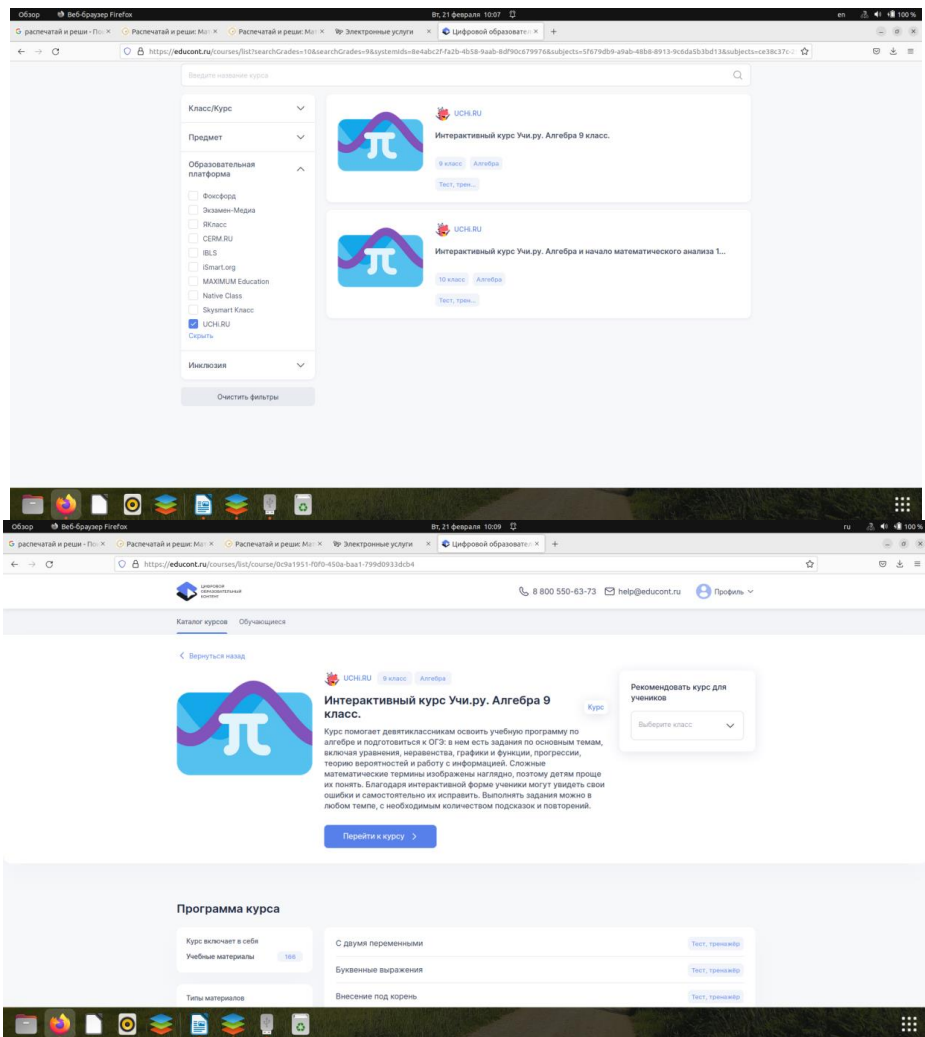 Обзор Веб-браузер Firefox Вт, 21 февраля 10:07 en 100 %
распечатай и реши - По Распечатай и реши: Мат Распечатай и реши: Мат Электронные услуги Цифровой образовател
https://educont.ru/courses/list?searchGrades=10&searchGrades=9&systemIds=8e4abc2f-fa2b-4b58-9aab-8df90c679976&subjects=5f679db9-a9ab-48b8-8913-9c6da5b3bd13&subjects=ce38c37c-2
Введите название курса
Класс/Курс
Предмет
Образовательная
платформа
Фоксфорд
Экзамен-Медиа
ЯКласс
CERM.RU
IBLS
iSmart.org
MAXIMUM Education
Native Class
Skysmart Класс
UCHI.RU
Скрыть
Инклюзия
Очистить фильтры
UCHI.RU
Интерактивный курс Учи.ру. Алгебра 9 класс.
9 класс Алгебра
Тест, трен...
UCHI.RU
Интерактивный курс Учи.ру. Алгебра и начало математического анализа 1...
10 класс Алгебра
Тест, трен...
Обзор Веб-браузер Firefox Вт, 21 февраля 10:09 ru 100 %
распечатай и реши - По Распечатай и реши: Мат Распечатай и реши: Мат Электронные услуги Цифровой образовател
https://educont.ru/courses/list/course/0c9a1951-f0f0-450a-baa1-799d0933dcb4
ЦИФРОВОЙ
ОБРАЗОВАТЕЛЬНЫЙ
КОНТЕНТ
8 800 550-63-73 help@educont.ru Профиль
Каталог курсов Обучающиеся
Вернуться назад
UCHI.RU 9 класс Алгебра
Интерактивный курс Учи.ру. Алгебра 9
класс.
Курс
Курс помогает девятиклассникам освоить учебную программу по
алгебре и подготовиться к ОГЭ: в нем есть задания по основным темам,
включая уравнения, неравенства, графики и функции, прогрессии,
теорию вероятностей и работу с информацией. Сложные
математические термины изображены наглядно, поэтому детям проще
их понять. Благодаря интерактивной форме ученики могут увидеть свои
ошибки и самостоятельно их исправить. Выполнять задания можно в
любом темпе, с необходимым количеством подсказок и повторений.
Перейти к курсу
Рекомендовать курс для
учеников
Выберите класс
Программа курса
Курс включает в себя
Учебные материалы 166
Типы материалов
С двумя переменными Тест, тренажёр
Буквенные выражения Тест, тренажёр
Внесение под корень Тест, тренажёр